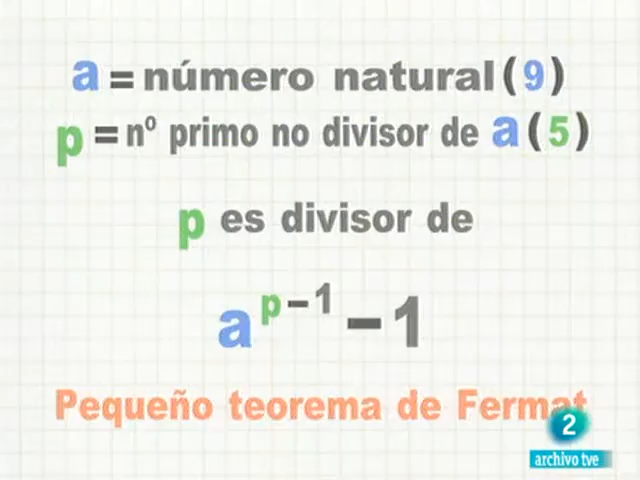 a = número natural (9)
p = nº primo no divisor de a (5)
p es divisor de
a^p-1 - 1
Pequeño teorema de Fermat
2
archivo tve